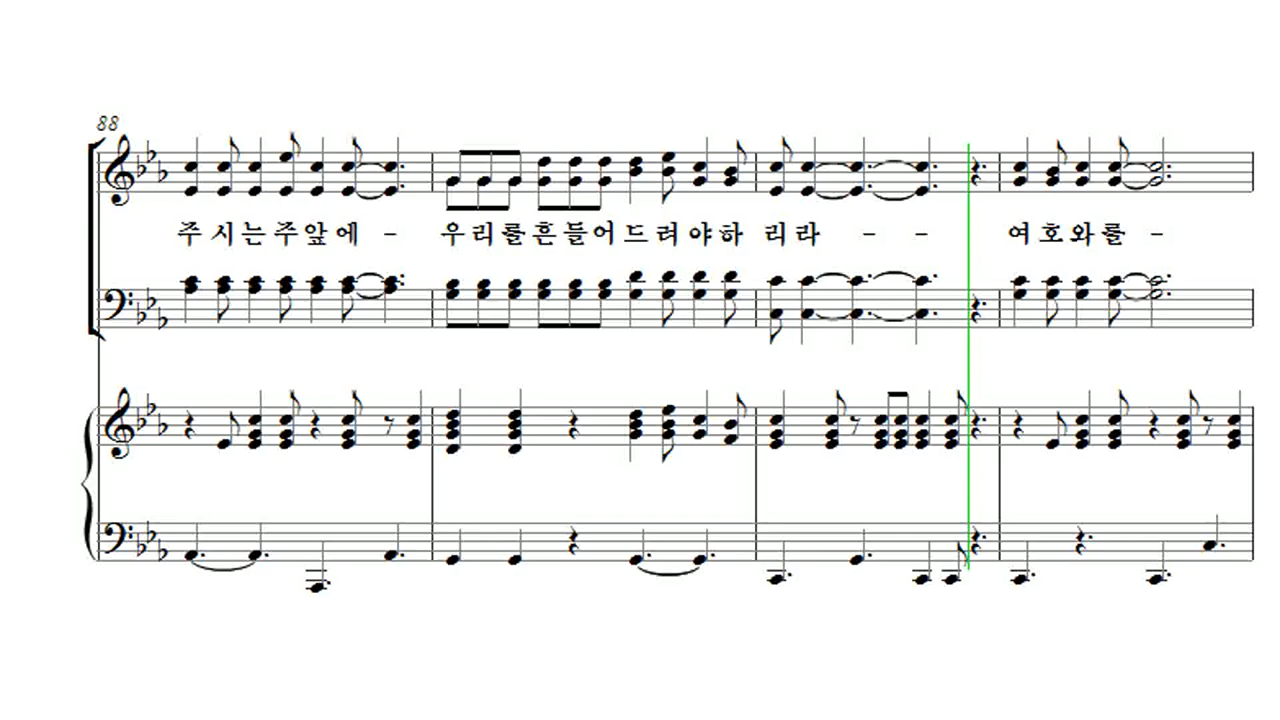 88
주 시 는 주 앞 에 - 우 리 를 흔 들 어 드 려 야 하 리 라 - - 여 호 와 를 -